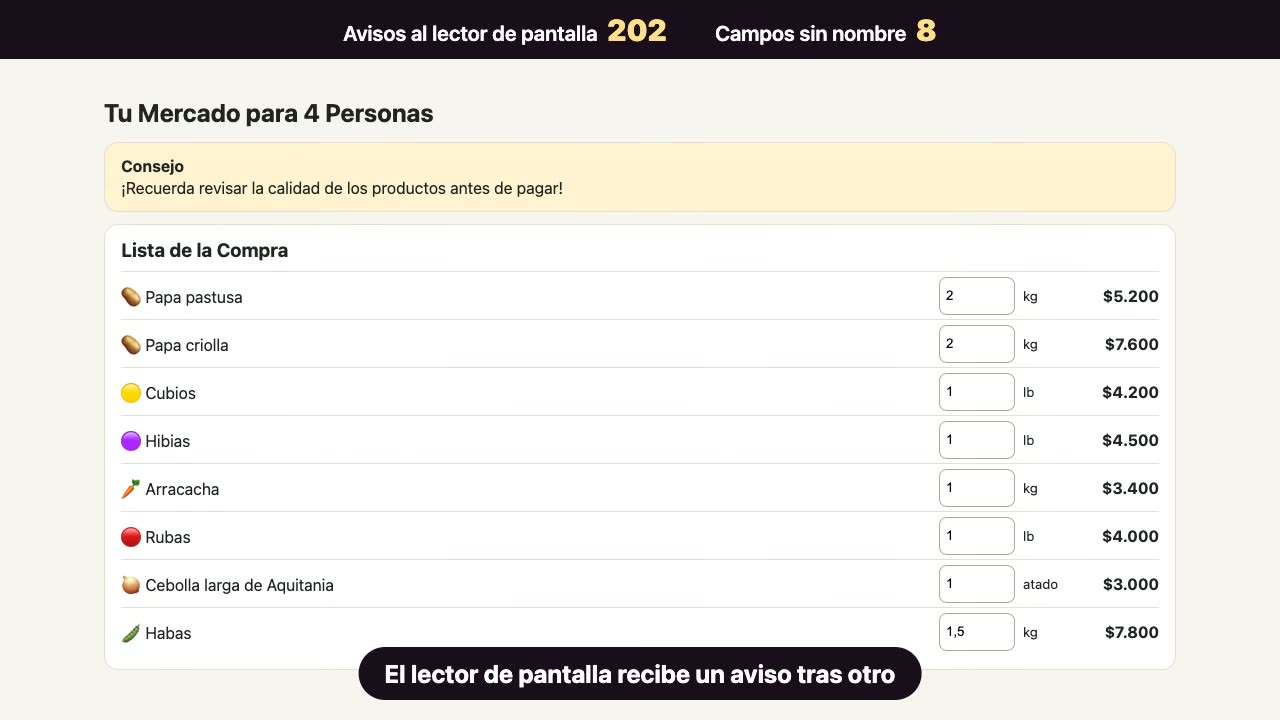 Avisos al lector de pantalla 202 Campos sin nombre 8
Tu Mercado para 4 Personas
Consejo
¡Recuerda revisar la calidad de los productos antes de pagar!
Lista de la Compra
Papa pastusa 2 kg $5.200
Papa criolla 2 kg $7.600
Cubios 1 lb $4.200
Hibias 1 lb $4.500
Arracacha 1 kg $3.400
Rubas 1 lb $4.000
Cebolla larga de Aquitania 1 atado $3.000
Habas 1,5 kg $7.800
El lector de pantalla recibe un aviso tras otro